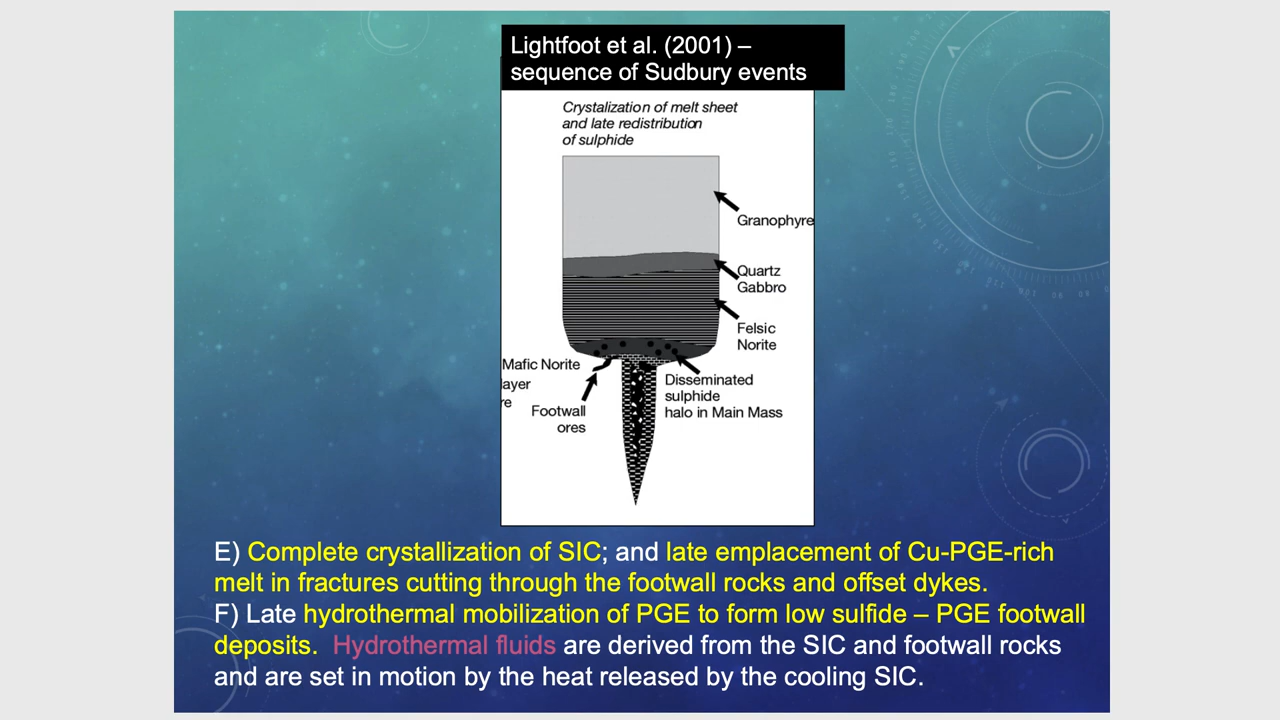 Lightfoot et al. (2001) –
sequence of Sudbury events
Crystalization of melt sheet
and late redistribution
of sulphide
Granophyre
Quartz
Gabbro
Felsic
Norite
Mafic Norite
ayer
re
Footwall
ores
Disseminated
sulphide
halo in Main Mass
E) Complete crystallization of SIC; and late emplacement of Cu-PGE-rich
melt in fractures cutting through the footwall rocks and offset dykes.
F) Late hydrothermal mobilization of PGE to form low sulfide – PGE footwall
deposits. Hydrothermal fluids are derived from the SIC and footwall rocks
and are set in motion by the heat released by the cooling SIC.